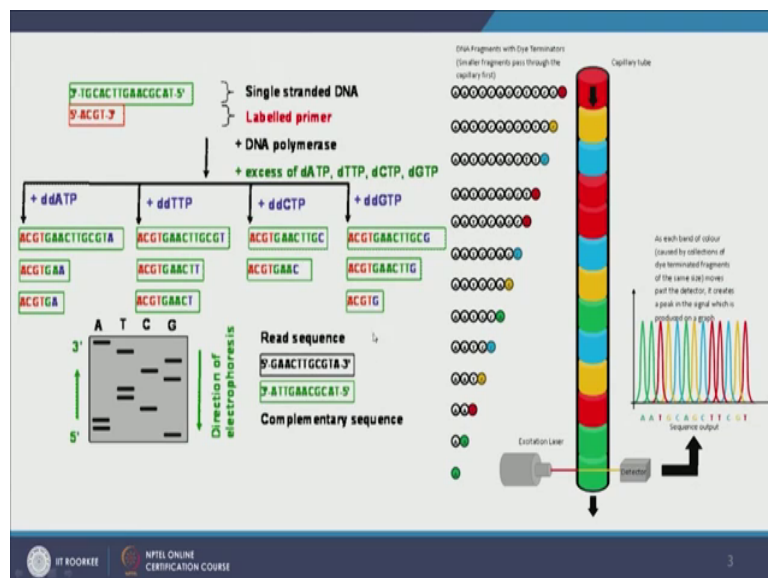 3'-TGCACTTGAACGCAT-5'
Single stranded DNA
5'-ACGT-3'
Labelled primer
+ DNA polymerase
+ excess of dATP, dTTP, dCTP, dGTP
+ ddATP
+ ddTTP
+ ddCTP
+ ddGTP
ACGTGAACTTGCGTA
ACGTGAACTTGCGT
ACGTGAACTTGC
ACGTGAACTTGCG
ACGTGAA
ACGTGAACTT
ACGTGAAC
ACGTGAACTTG
ACGTGA
ACGTGAACT
ACGTG
A T C G
3'
5'
Direction of
electrophoresis
Read sequence
5'-GAACTTGCGTA-3'
3'-ATTGAACGCAT-5'
Complementary sequence
DNA Fragments with Dye Terminators
(Smaller fragments pass through the
capillary first)
Capillary tube
As each band of colour
(caused by collections of
dye terminated fragments
of the same size) moves
past the detector, it creates
a peak in the signal which is
produced on a graph
A A T G C A G C T T C G T
Sequence output
Excitation Laser
Detector
IIT ROORKEE
NPTEL ONLINE
CERTIFICATION COURSE
3